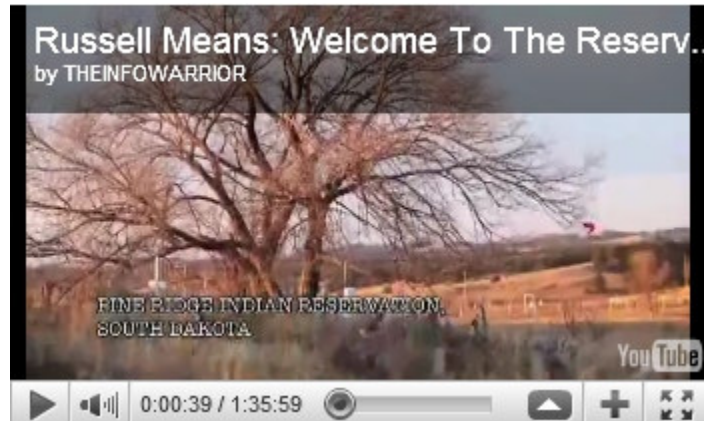 Russell Means: Welcome To The Reserv..
by THEINFOWARRIOR
PINE RIDGE INDIAN RESERVATION,
SOUTH DAKOTA
YouTube
0:00:39 / 1:35:59